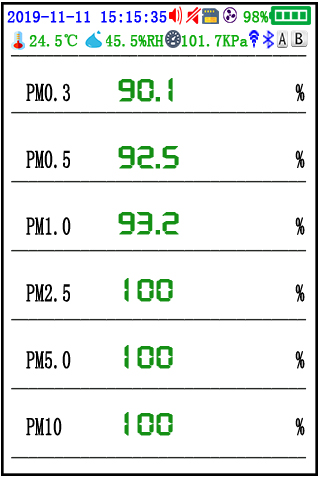 2019-11-11 15:15:35 98%
24.5℃ 45.5%RH 101.7KPa A B
PM0.3 90.1 %
PM0.5 92.5 %
PM1.0 93.2 %
PM2.5 100 %
PM5.0 100 %
PM10 100 %